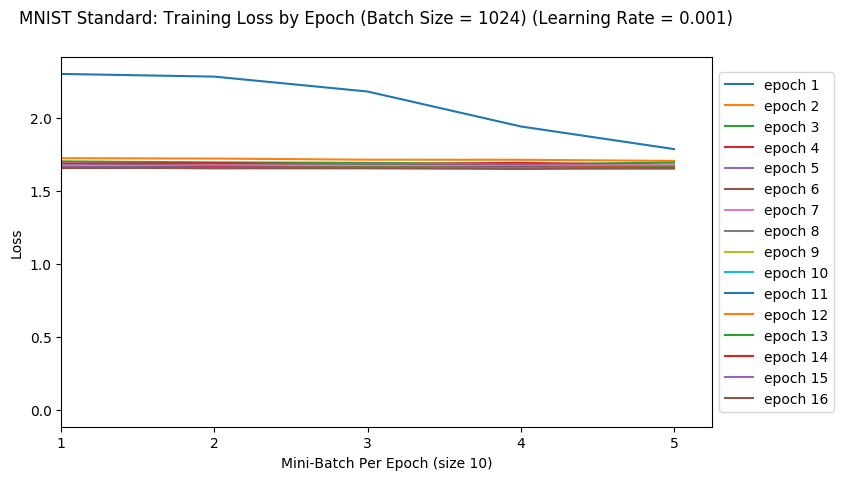 MNIST Standard: Training Loss by Epoch (Batch Size = 1024) (Learning Rate = 0.001)
2.0
1.5
1.0
0.5
0.0
Loss
1 2 3 4 5
Mini-Batch Per Epoch (size 10)
epoch 1
epoch 2
epoch 3
epoch 4
epoch 5
epoch 6
epoch 7
epoch 8
epoch 9
epoch 10
epoch 11
epoch 12
epoch 13
epoch 14
epoch 15
epoch 16